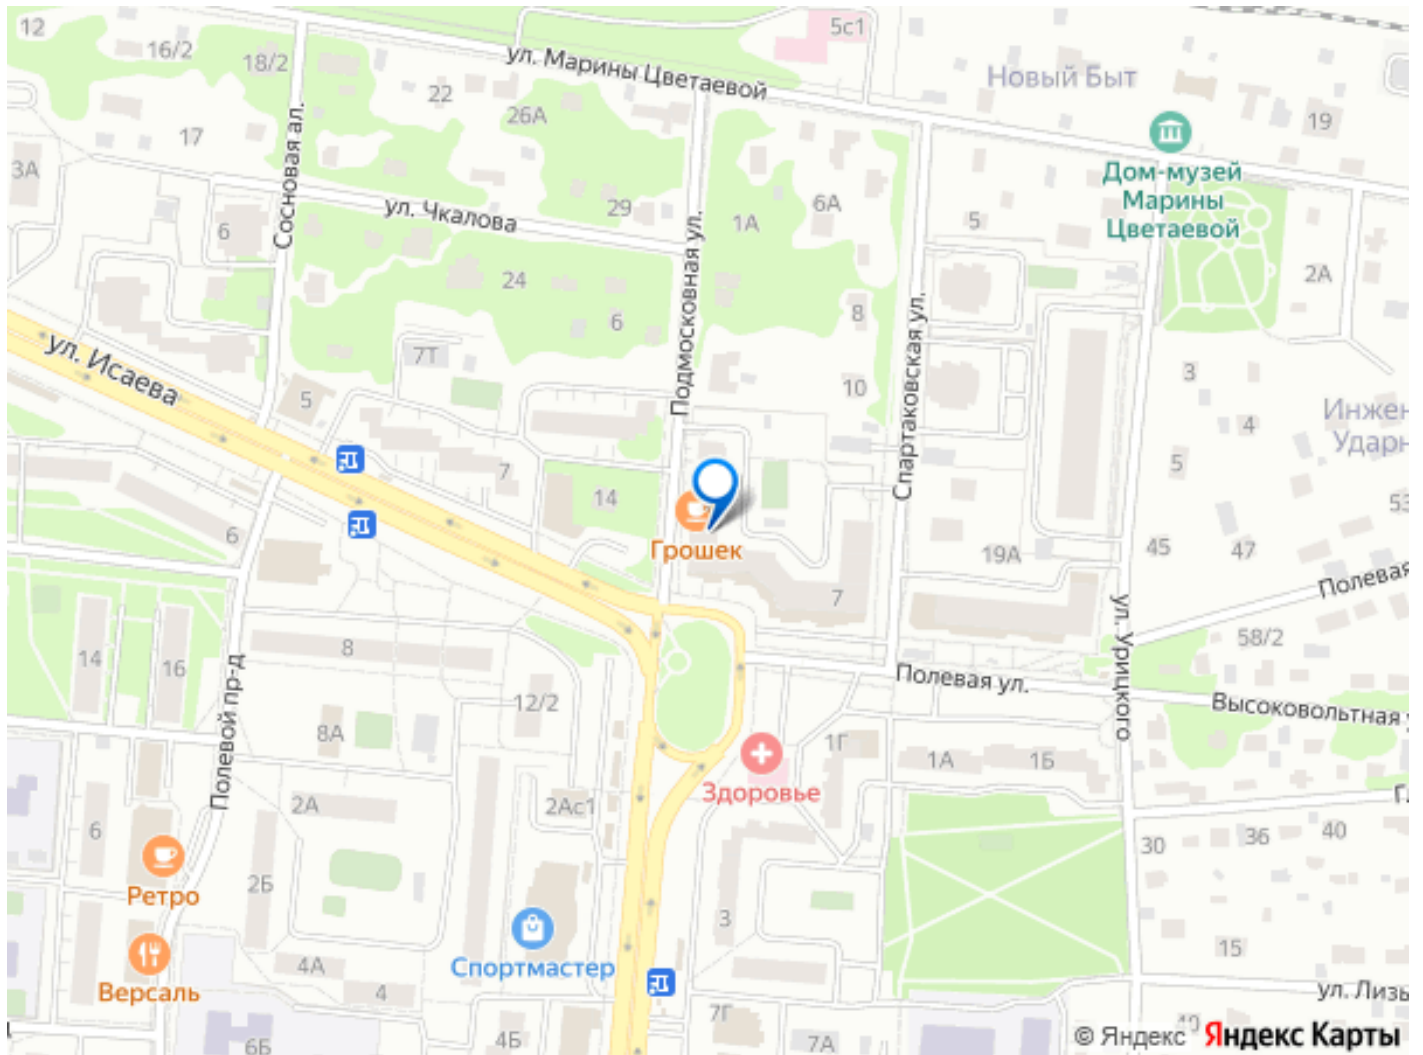 12
16/2
18/2
ул. Марины Цветаевой
5с1
Новый Быт
22
26А
17
19
3А
Сосновая ал.
Дом-музей
Марины
Цветаевой
6
ул. Чкалова
29
1А
6А
5
2А
24
6
Подмосковная ул.
8
Спартаковская ул.
ул. Исаева
7Т
5
10
3
4
5
7
14
6
Грошек
19А
45
47
7
Полевая
58/2
ул. Урицкого
14
16
8
Полевой пр-д
12/2
Полевая ул.
Высоковольтная
8А
1Г
1А
1Б
Здоровье
2А
2Ас1
6
30
36
40
Ретро
2Б
3
15
Спортмастер
Версаль
4А
4
7Г
7А
4Б
6Б
© Яндекс
Яндекс Карты